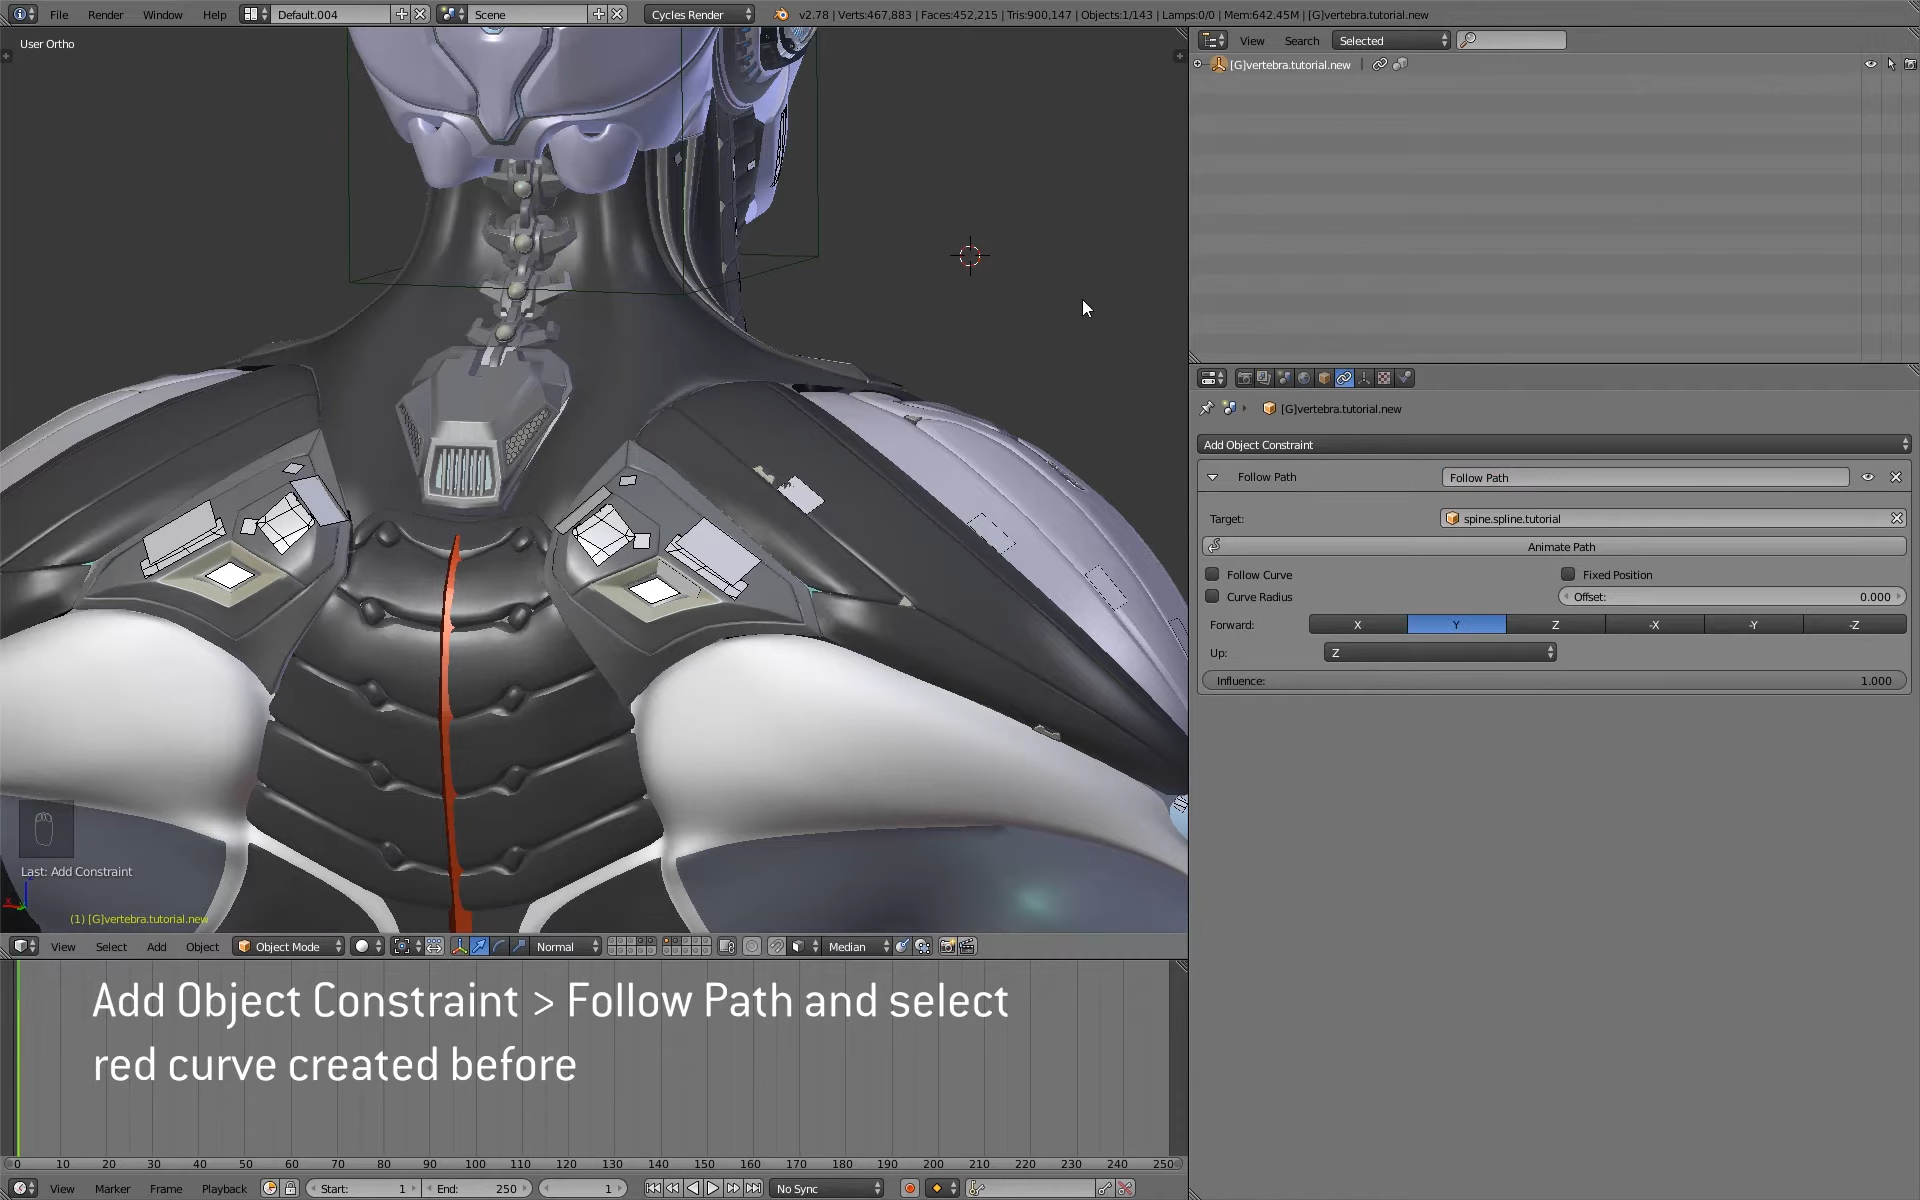 File Render Window Help Default.004 Scene Cycles Render v2.78 | Verts:467,883 | Faces:452,215 | Tris:900,147 | Objects:1/143 | Lamps:0/0 | Mem:642.45M | [G]vertebra.tutorial.new
User Ortho
View Search Selected
[G]vertebra.tutorial.new
[G]vertebra.tutorial.new
Add Object Constraint
Follow Path Follow Path
Target: spine.spline.tutorial
Animate Path
Follow Curve Fixed Position
Curve Radius Offset: 0.000
Forward: X Y Z -X -Y -Z
Up: Z
Influence: 1.000
Last: Add Constraint
(1) [G]vertebra.tutorial.new
View Select Add Object Object Mode Normal Median
Add Object Constraint > Follow Path and select
red curve created before
0 10 20 30 40 50 60 70 80 90 100 110 120 130 140 150 160 170 180 190 200 210 220 230 240 250
View Marker Frame Playback Start: 1 End: 250 1 No Sync